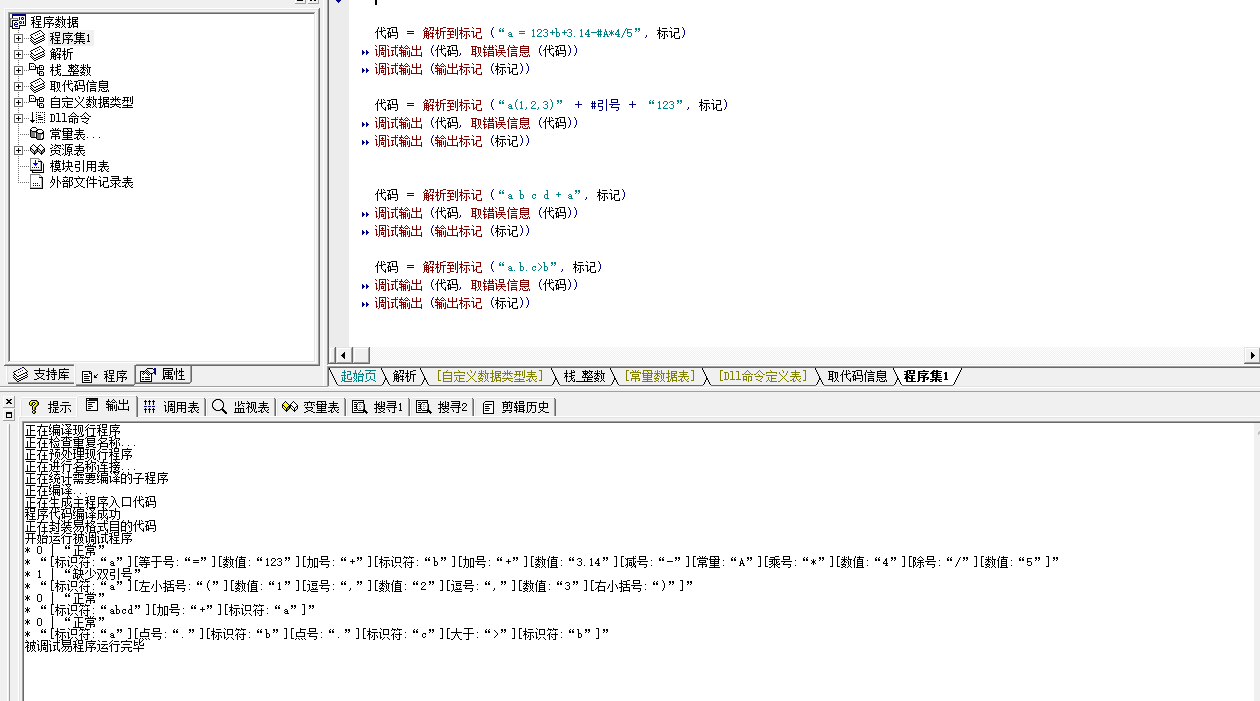 程序数据
程序集1
解析
栈_整数
取代码信息
自定义数据类型
Dll命令
常量表...
资源表
模块引用表
外部文件记录表
支持库
程序
属性
代码 = 解析到标记 (“a = 123+b+3.14-#A*4/5”, 标记)
调试输出 (代码, 取错误信息 (代码))
调试输出 (输出标记 (标记))
代码 = 解析到标记 (“a(1,2,3)” + #引号 + “123”, 标记)
调试输出 (代码, 取错误信息 (代码))
调试输出 (输出标记 (标记))
代码 = 解析到标记 (“a b c d + a”, 标记)
调试输出 (代码, 取错误信息 (代码))
调试输出 (输出标记 (标记))
代码 = 解析到标记 (“a.b.c>b”, 标记)
调试输出 (代码, 取错误信息 (代码))
调试输出 (输出标记 (标记))
起始页 解析 [自定义数据类型表] 栈_整数 [常量数据表] [Dll命令定义表] 取代码信息 程序集1
提示 输出 调用表 监视表 变量表 搜寻1 搜寻2 剪辑历史
正在编译现行程序
正在检查重复名称...
正在预处理现行程序
正在进行名称连接...
正在统计需要编译的子程序
正在编译...
正在生成主程序入口代码
程序代码编译成功
正在封装易格式目的代码
开始运行被调试程序
* 0 | “正常”
* “[标识符:“a”][等于号:“=”][数值:“123”][加号:“+”][标识符:“b”][加号:“+”][数值:“3.14”][减号:“-”][常量:“A”][乘号:“*”][数值:“4”][除号:“/”][数值:“5”]”
* 1 | “缺少双引号”
* “[标识符:“a”][左小括号:“(”][数值:“1”][逗号:“,”][数值:“2”][逗号:“,”][数值:“3”][右小括号:“)”]”
* 0 | “正常”
* “[标识符:“abcd”][加号:“+”][标识符:“a”]”
* 0 | “正常”
* “[标识符:“a”][点号:“.”][标识符:“b”][点号:“.”][标识符:“c”][大于:“>”][标识符:“b”]”
被调试易程序运行完毕